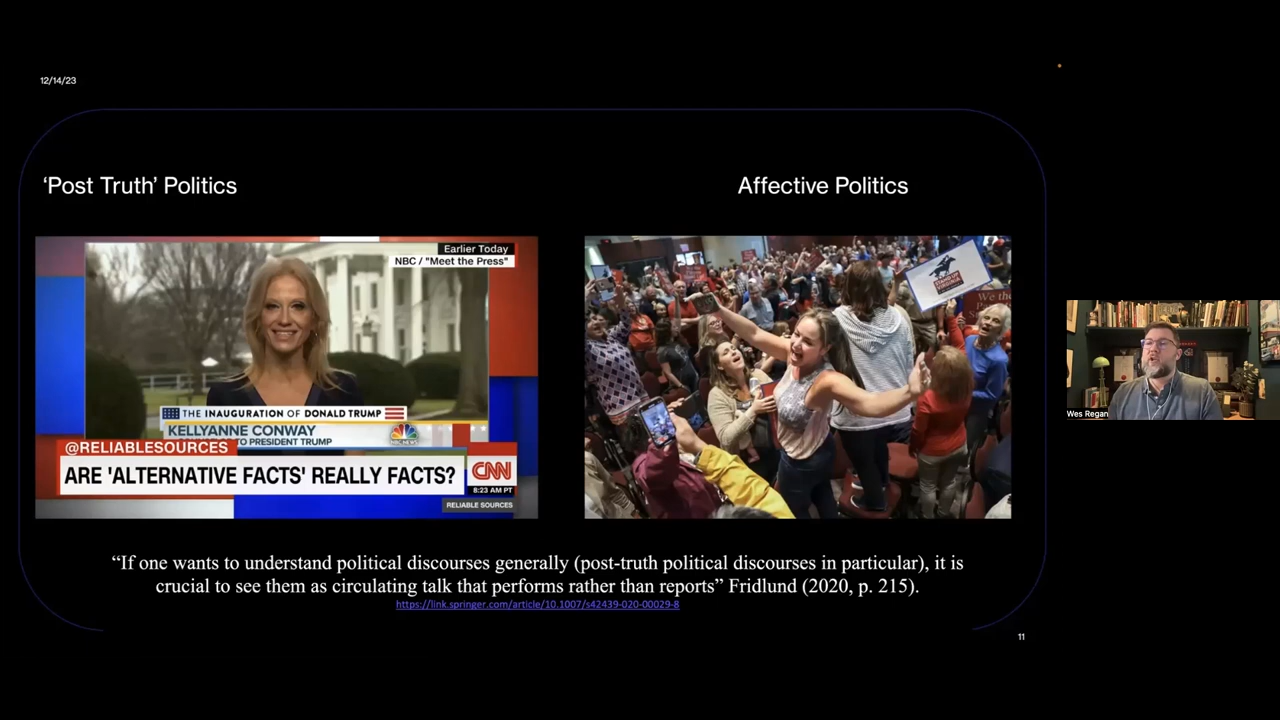 12/14/23
‘Post Truth’ Politics
Affective Politics
Earlier Today
NBC / "Meet the Press"
THE INAUGURATION OF DONALD TRUMP
KELLYANNE CONWAY
TO PRESIDENT TRUMP
NBC NEWS
@RELIABLESOURCES
ARE 'ALTERNATIVE FACTS' REALLY FACTS?
CNN
8:23 AM PT
RELIABLE SOURCES
We the
“If one wants to understand political discourses generally (post-truth political discourses in particular), it is
crucial to see them as circulating talk that performs rather than reports” Fridlund (2020, p. 215).
https://link.springer.com/article/10.1007/s42439-020-00029-8
11
Wes Regan